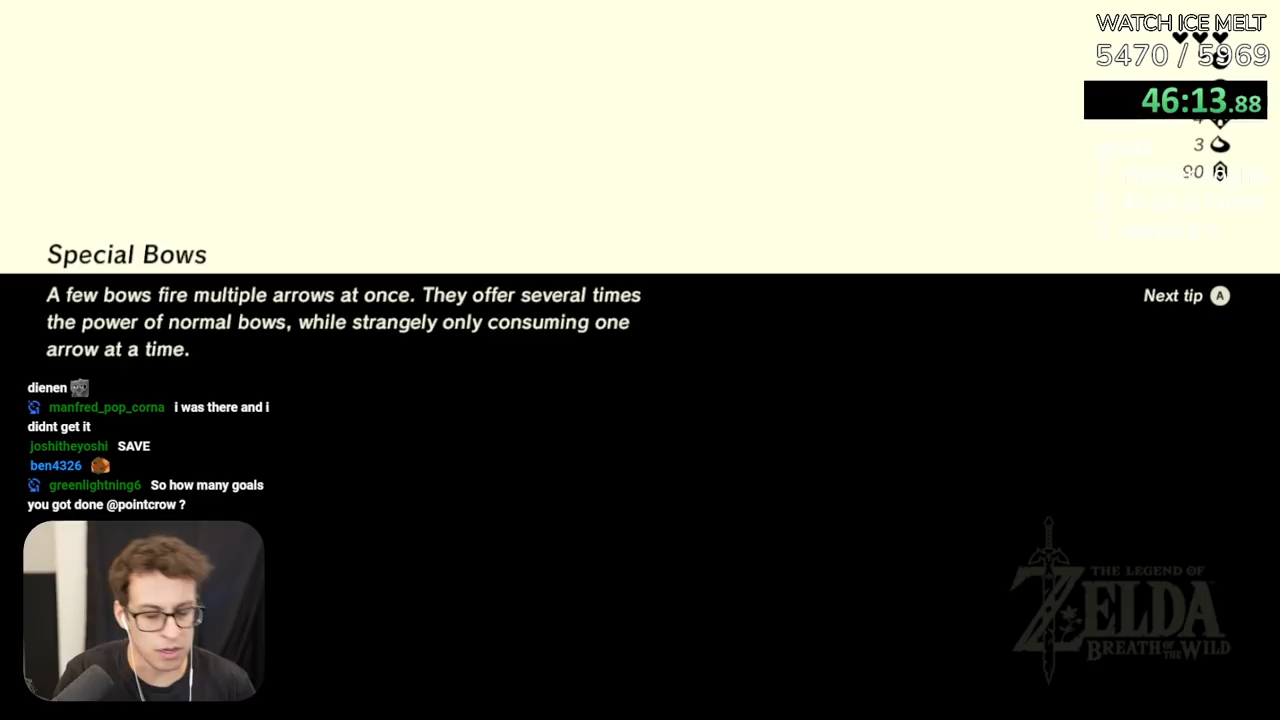 WATCH ICE MELT
5470 / 5969
46:13.88
3
90
Special Bows
A few bows fire multiple arrows at once. They offer several times
the power of normal bows, while strangely only consuming one
arrow at a time.
Next tip A
dienen
manfred_pop_corna i was there and i
didnt get it
joshitheyoshi SAVE
ben4326
greenlightning6 So how many goals
you got done @pointcrow ?
THE LEGEND OF
ZELDA
BREATH OF THE WILD